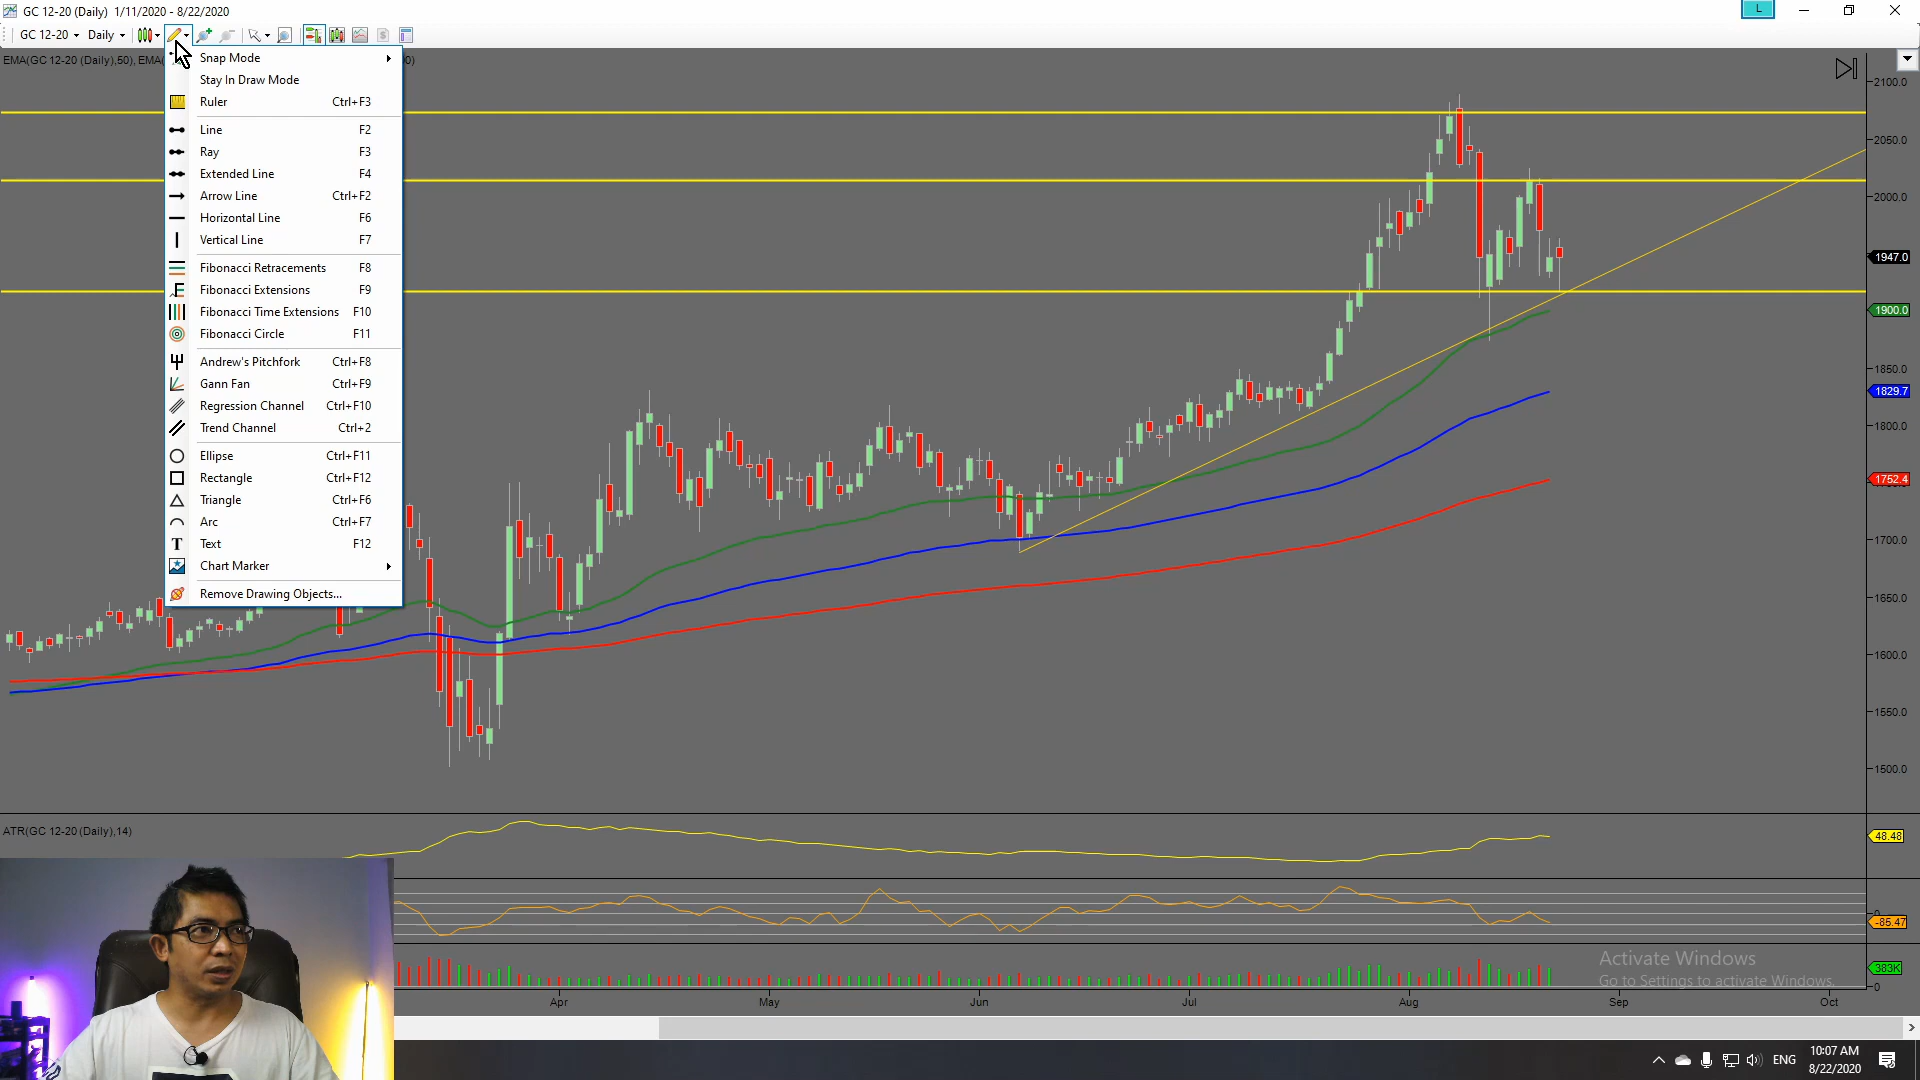 GC 12-20 (Daily) 1/11/2020 - 8/22/2020
L
GC 12-20 Daily
EMA(GC 12-20 (Daily),50), EMA(
0)
Snap Mode
Stay In Draw Mode
Ruler Ctrl+F3
Line F2
Ray F3
Extended Line F4
Arrow Line Ctrl+F2
Horizontal Line F6
Vertical Line F7
Fibonacci Retracements F8
Fibonacci Extensions F9
Fibonacci Time Extensions F10
Fibonacci Circle F11
Andrew's Pitchfork Ctrl+F8
Gann Fan Ctrl+F9
Regression Channel Ctrl+F10
Trend Channel Ctrl+2
Ellipse Ctrl+F11
Rectangle Ctrl+F12
Triangle Ctrl+F6
Arc Ctrl+F7
Text F12
Chart Marker
Remove Drawing Objects...
2100.0
2050.0
2000.0
1947.0
1900.0
1850.0
1829.7
1800.0
1752.4
1700.0
1650.0
1600.0
1550.0
1500.0
ATR(GC 12-20 (Daily),14)
48.48
0
-85.47
383K
0
Activate Windows
Go to Settings to activate Windows.
Apr May Jun Jul Aug Sep Oct
ENG
10:07 AM
8/22/2020